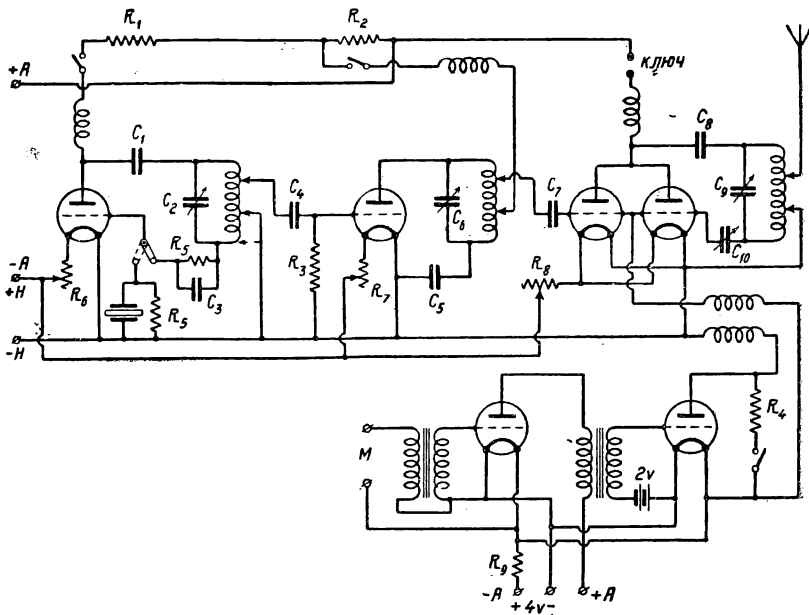 R₁
R₂
+A
ключ
C₁
C₂
C₄
C₆
C₇
C₈
C₉
C₁₀
-A
+H
R₆
R₅
C₃
R₅
R₃
R₇
C₅
R₈
-H
M
R₄
2v
R₉
-A
+4v-
+A